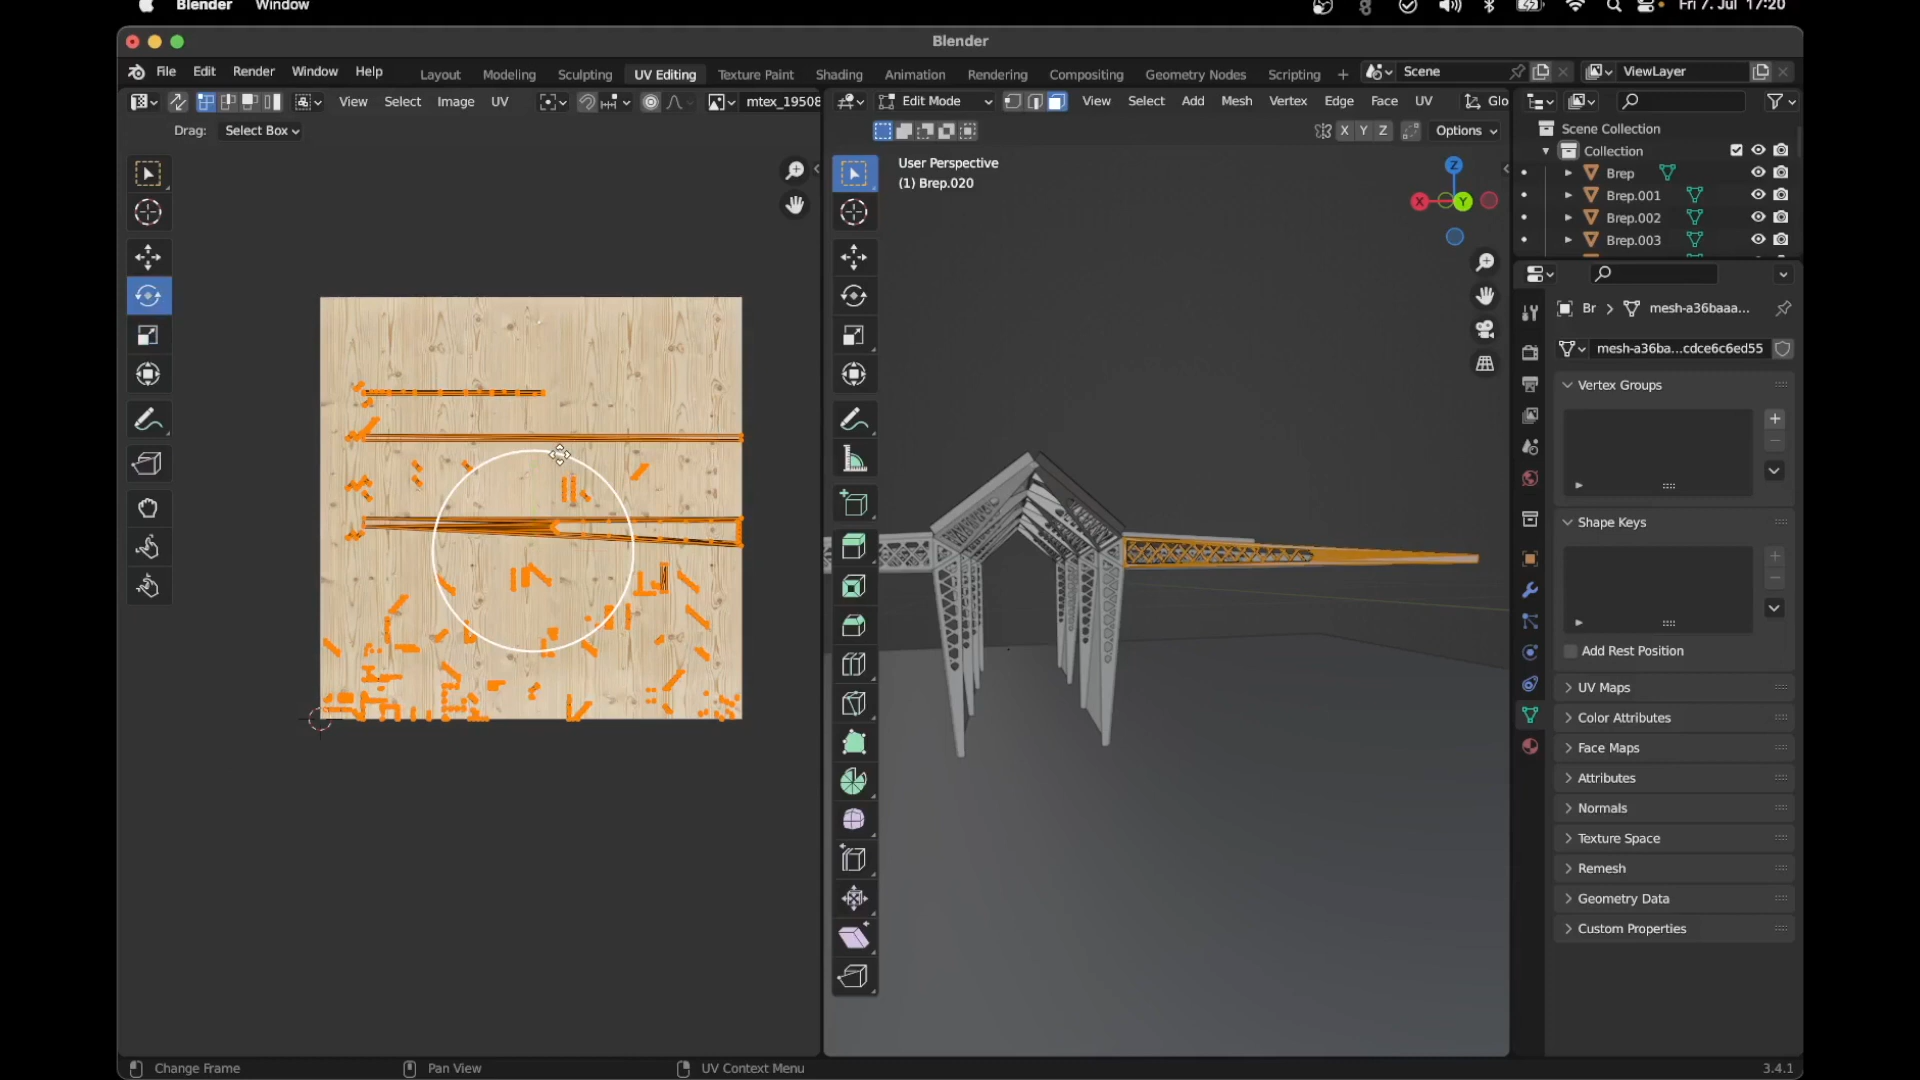 Blender Window
Fri 7. Jul 17:20
Blender
File Edit Render Window Help
Layout Modeling Sculpting UV Editing Texture Paint Shading Animation Rendering Compositing Geometry Nodes Scripting +
Scene
ViewLayer
View Select Image UV
mtex_19508
Edit Mode
View Select Add Mesh Vertex Edge Face UV
Glo
Drag: Select Box
X Y Z
Options
User Perspective
(1) Brep.020
Z
X
Y
Scene Collection
Collection
Brep
Brep.001
Brep.002
Brep.003
Br > mesh-a36baaa...
mesh-a36ba...cdce6c6ed55
Vertex Groups
Shape Keys
Add Rest Position
UV Maps
Color Attributes
Face Maps
Attributes
Normals
Texture Space
Remesh
Geometry Data
Custom Properties
Change Frame
Pan View
UV Context Menu
3.4.1